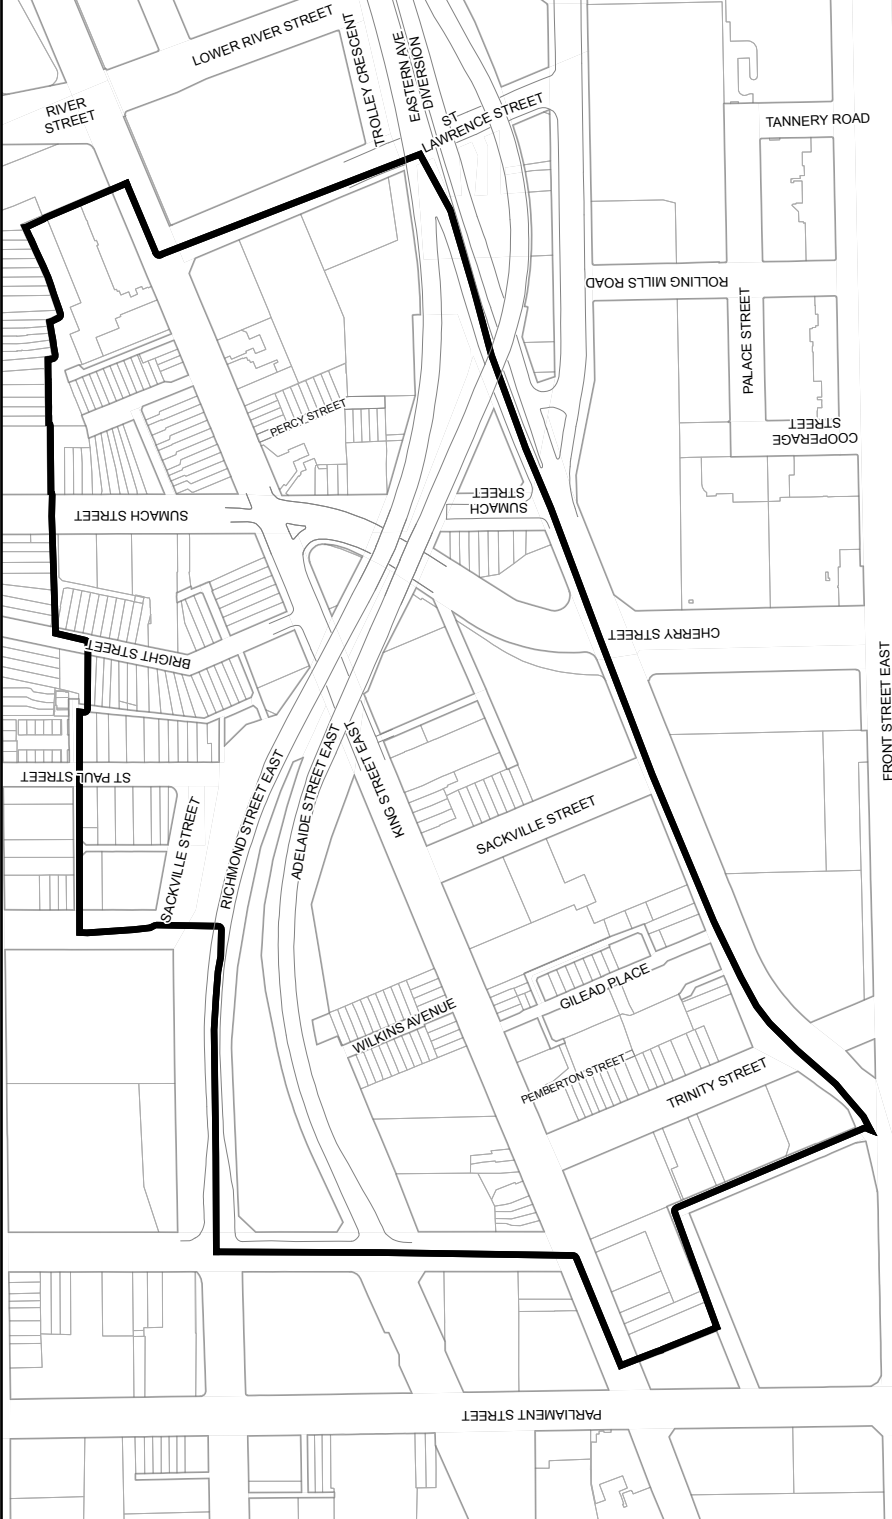 LOWER RIVER STREET
TROLLEY CRESCENT
EASTERN AVE
DIVERSION
RIVER
STREET
ST
LAWRENCE STREET
TANNERY ROAD
ROLLING MILLS ROAD
PALACE STREET
PERCY STREET
COOPERAGE
STREET
SUMACH
STREET
SUMACH STREET
CHERRY STREET
BRIGHT STREET
FRONT STREET EAST
ST PAUL STREET
KING STREET EAST
ADELAIDE STREET EAST
RICHMOND STREET EAST
SACKVILLE STREET
SACKVILLE STREET
GILEAD PLACE
WILKINS AVENUE
PEMBERTON STREET
TRINITY STREET
PARLIAMENT STREET